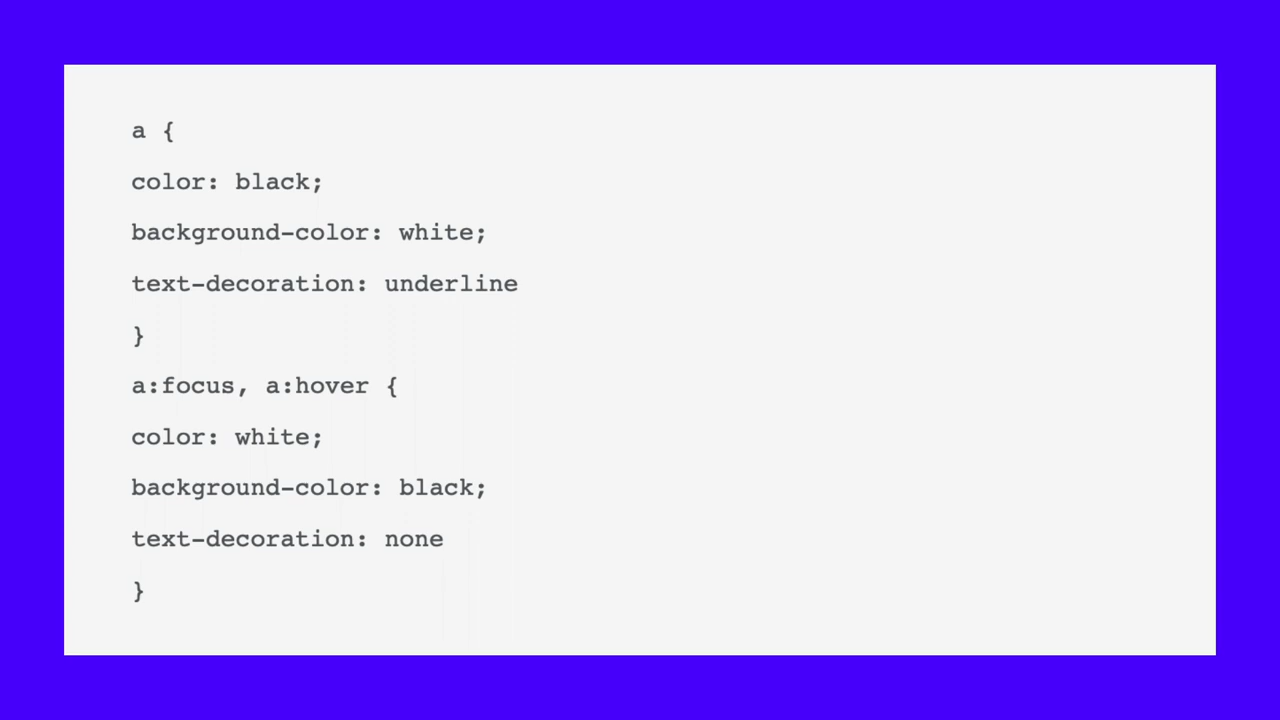 a {
color: black;
background-color: white;
text-decoration: underline
}
a:focus, a:hover {
color: white;
background-color: black;
text-decoration: none
}